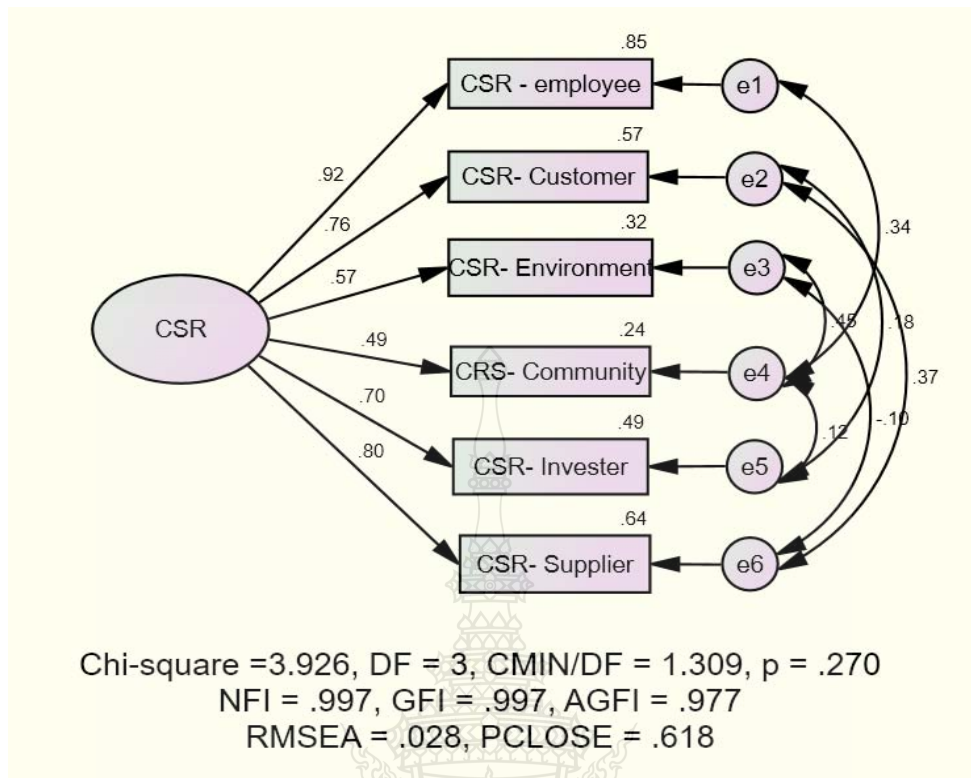 .85
CSR - employee
e1
.92
.57
CSR- Customer
e2
.76
.32
CSR- Environment
e3
.57
.34
.45
.18
.24
CRS- Community
e4
.49
.37
CSR
.70
.49
CSR- Invester
e5
.12
-.10
.80
.64
CSR- Supplier
e6
Chi-square =3.926, DF = 3, CMIN/DF = 1.309, p = .270
NFI = .997, GFI = .997, AGFI = .977
RMSEA = .028, PCLOSE = .618